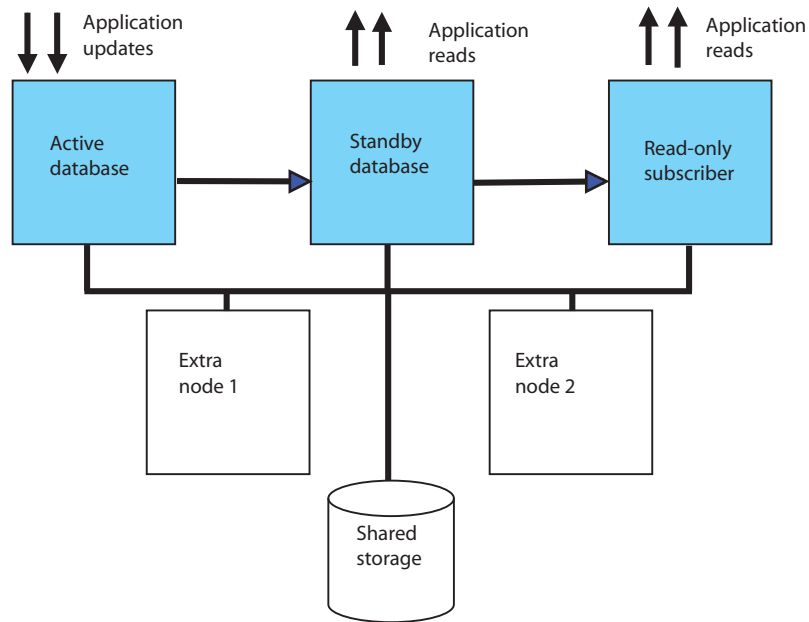 Application
updates
Application
reads
Application
reads
Active
database
Standby
database
Read-only
subscriber
Extra
node 1
Extra
node 2
Shared
storage